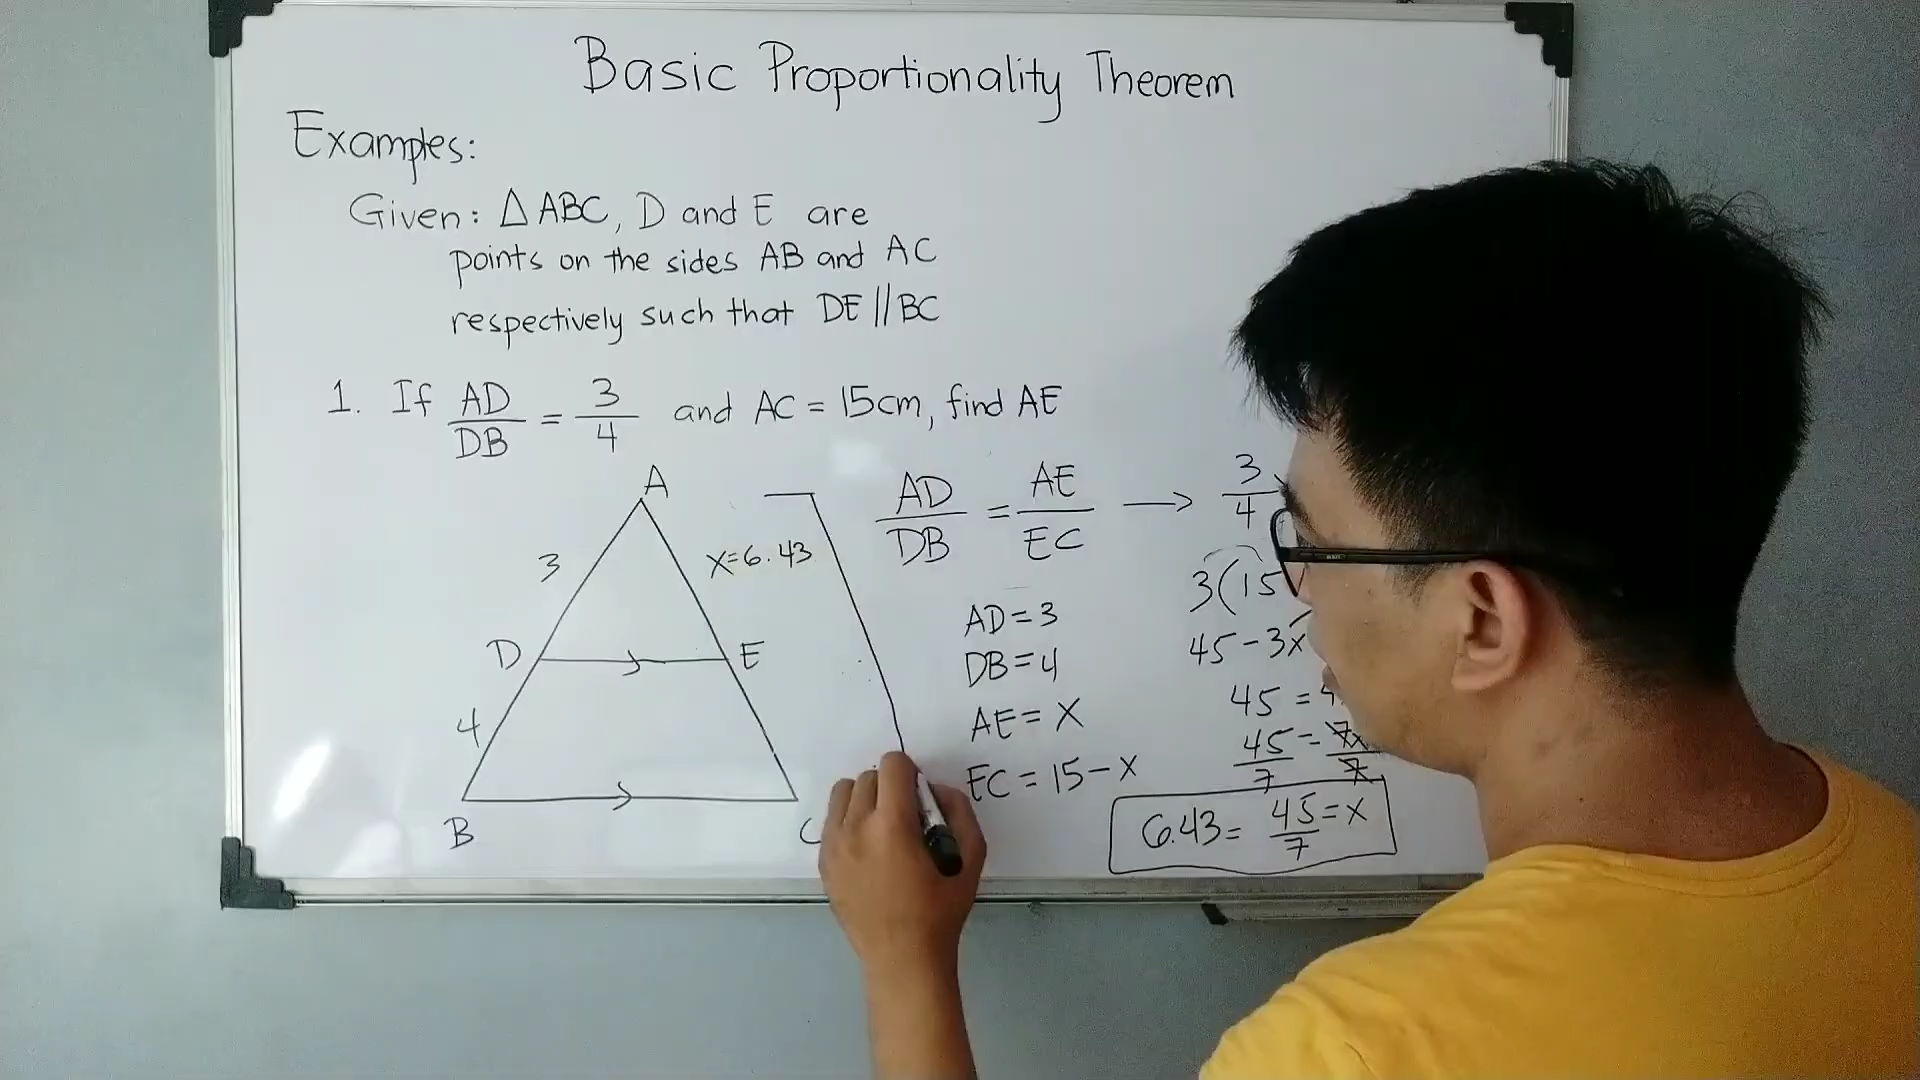 Basic Proportionality Theorem
Examples:
Given: △ABC, D and E are
points on the sides AB and AC
respectively such that DE || BC
1. If AD/DB = 3/4 and AC = 15cm, find AE
A
3
x=6.43
D
E
4
B
C
AD/DB = AE/EC → 3/4
AD = 3
DB = 4
AE = x
EC = 15 - x
3(15
45 - 3x
45 =
45/7 = 7x/7
6.43 = 45/7 = x